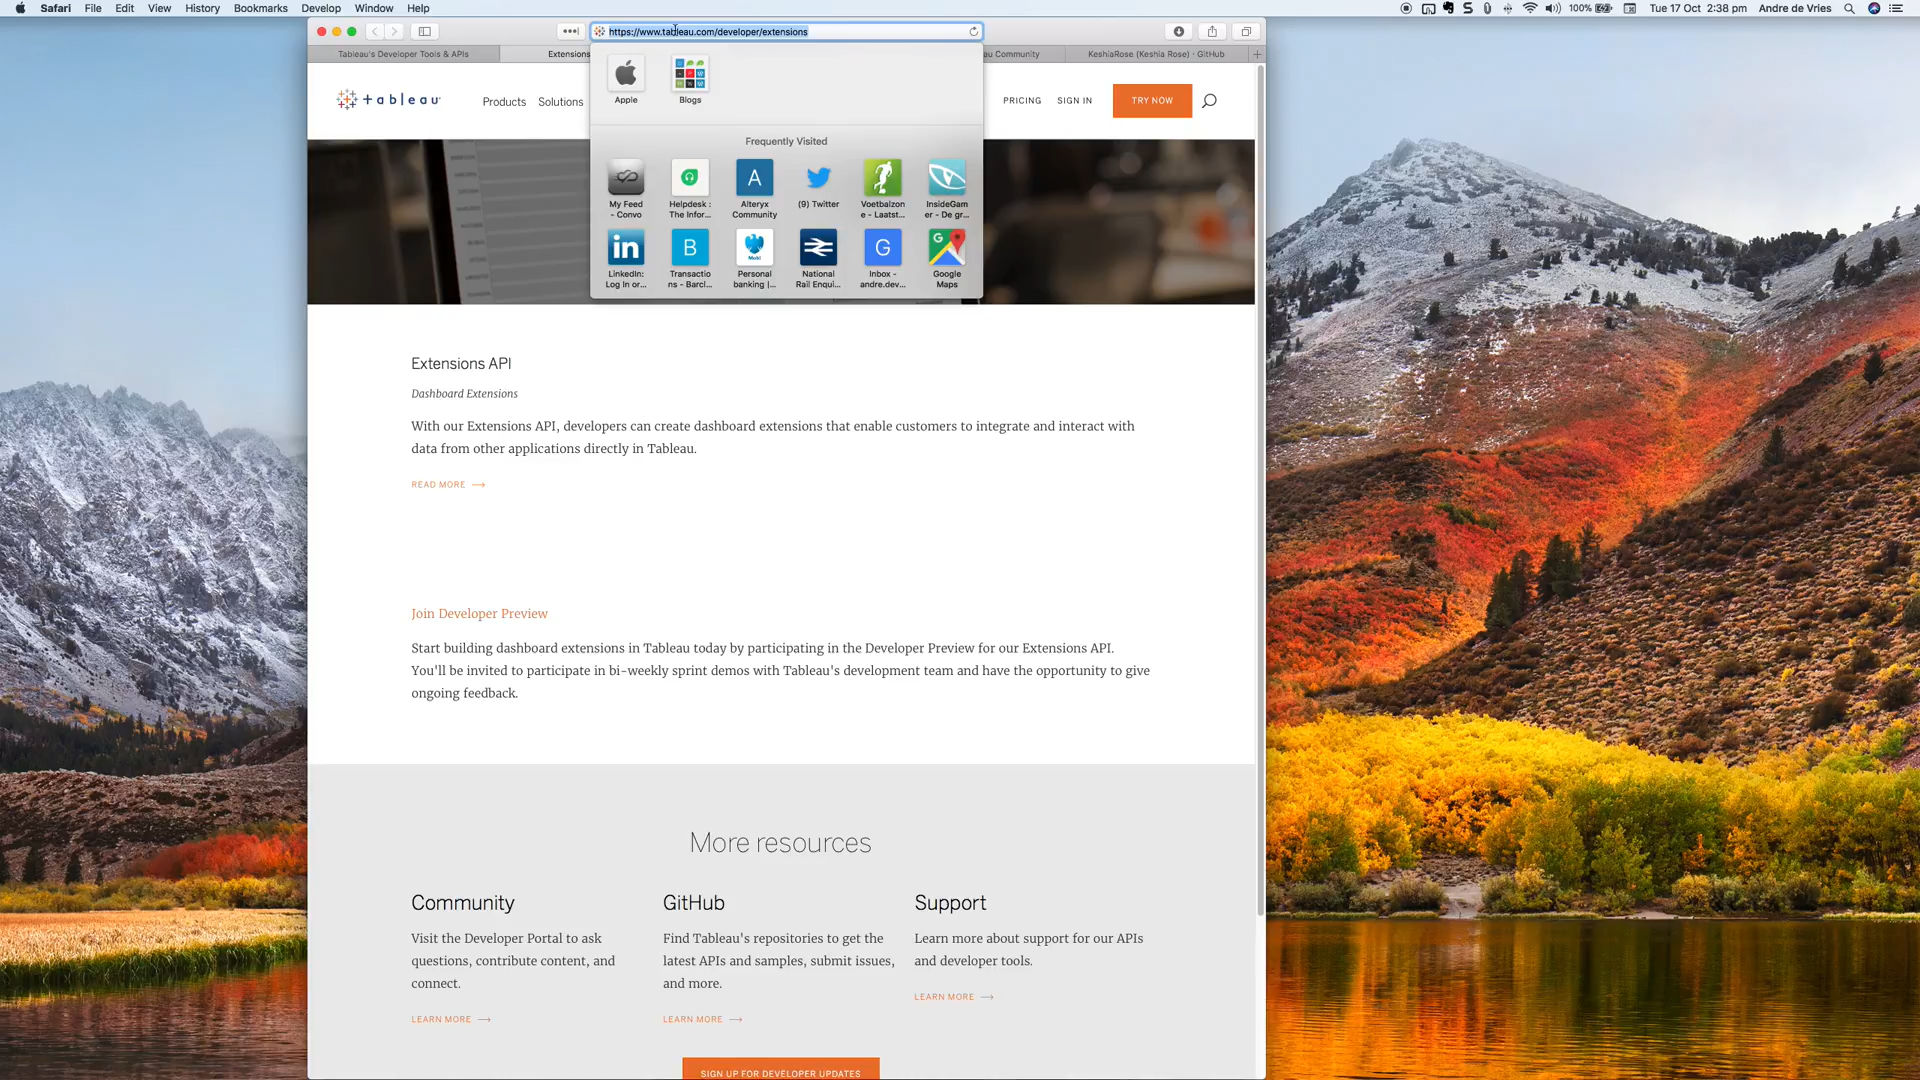 Safari File Edit View History Bookmarks Develop Window Help
100% Tue 17 Oct 2:38 pm Andre de Vries
https://www.tableau.com/developer/extensions
Tableau's Developer Tools & APIs Extensions au Community KeshiaRose (Keshia Rose) · GitHub
Apple Blogs
tableau Products Solutions PRICING SIGN IN TRY NOW
Frequently Visited
My Feed - Convo
Helpdesk : The Infor...
Alteryx Community
(9) Twitter
Voetbalzon e - Laatst...
InsideGam er - De gr...
LinkedIn: Log In or...
Transactio ns - Barcl...
Personal banking |...
National Rail Enqui...
Inbox - andre.dev...
Google Maps
Extensions API
Dashboard Extensions
With our Extensions API, developers can create dashboard extensions that enable customers to integrate and interact with
data from other applications directly in Tableau.
READ MORE
Join Developer Preview
Start building dashboard extensions in Tableau today by participating in the Developer Preview for our Extensions API.
You'll be invited to participate in bi-weekly sprint demos with Tableau's development team and have the opportunity to give
ongoing feedback.
More resources
Community
Visit the Developer Portal to ask
questions, contribute content, and
connect.
LEARN MORE
GitHub
Find Tableau's repositories to get the
latest APIs and samples, submit issues,
and more.
LEARN MORE
Support
Learn more about support for our APIs
and developer tools.
LEARN MORE
SIGN UP FOR DEVELOPER UPDATES